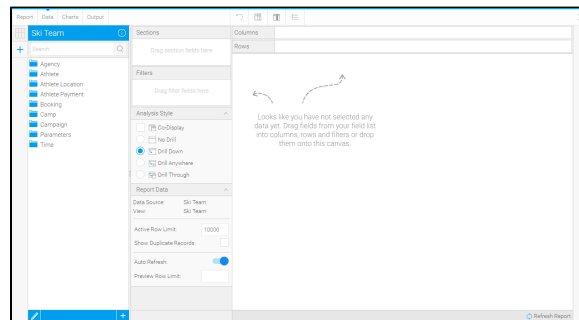 Report Data Charts Output
Ski Team
Search
Agency
Athlete
Athlete Location
Athlete Payment
Booking
Camp
Campaign
Parameters
Time
Sections
Drag section fields here
Filters
Drag filter fields here
Analysis Style
Co-Display
No Drill
Drill Down
Drill Anywhere
Drill Through
Report Data
Data Source: Ski Team
View: Ski Team
Active Row Limit: 10000
Show Duplicate Records:
Auto Refresh:
Preview Row Limit:
Columns
Rows
Looks like you have not selected any
data yet. Drag fields from your field list
into columns, rows and filters or drop
them onto this canvas.
Refresh Report